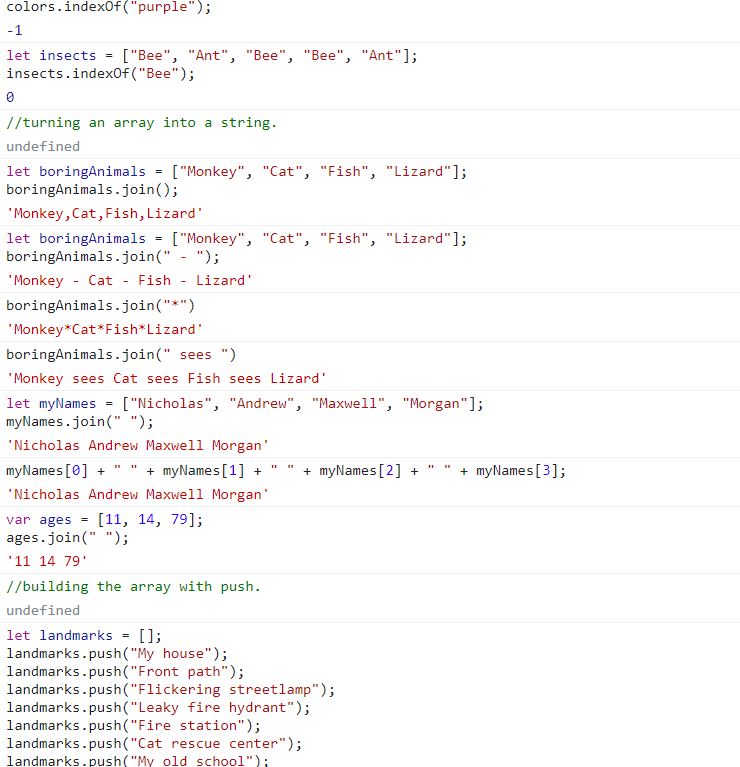 colors.indexOf("purple");
-1
let insects = ["Bee", "Ant", "Bee", "Bee", "Ant"];
insects.indexOf("Bee");
0
//turning an array into a string.
undefined
let boringAnimals = ["Monkey", "Cat", "Fish", "Lizard"];
boringAnimals.join();
'Monkey,Cat,Fish,Lizard'
let boringAnimals = ["Monkey", "Cat", "Fish", "Lizard"];
boringAnimals.join(" - ");
'Monkey - Cat - Fish - Lizard'
boringAnimals.join("*")
'Monkey*Cat*Fish*Lizard'
boringAnimals.join(" sees ")
'Monkey sees Cat sees Fish sees Lizard'
let myNames = ["Nicholas", "Andrew", "Maxwell", "Morgan"];
myNames.join(" ");
'Nicholas Andrew Maxwell Morgan'
myNames[0] + " " + myNames[1] + " " + myNames[2] + " " + myNames[3];
'Nicholas Andrew Maxwell Morgan'
var ages = [11, 14, 79];
ages.join(" ");
'11 14 79'
//building the array with push.
undefined
let landmarks = [];
landmarks.push("My house");
landmarks.push("Front path");
landmarks.push("Flickering streetlamp");
landmarks.push("Leaky fire hydrant");
landmarks.push("Fire station");
landmarks.push("Cat rescue center");
landmarks.push("My old school");